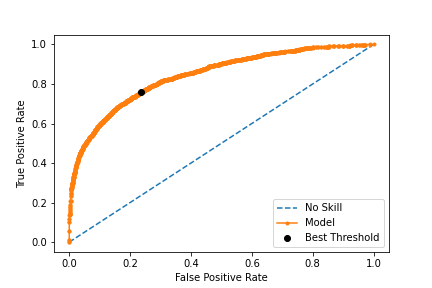 1.0
0.8
0.6
0.4
0.2
0.0
True Positive Rate
0.0 0.2 0.4 0.6 0.8 1.0
False Positive Rate
No Skill
Model
Best Threshold